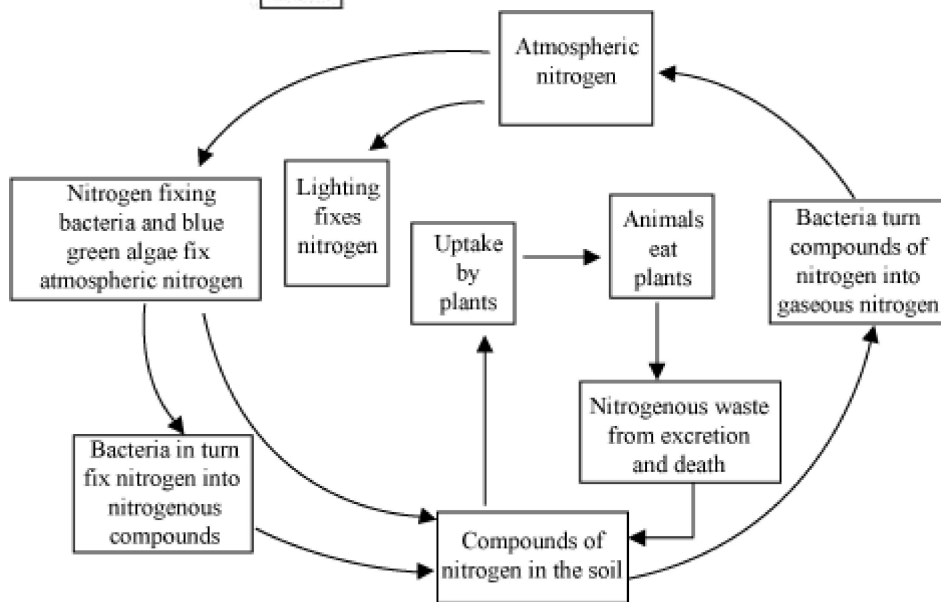 Atmospheric
nitrogen
Nitrogen fixing
bacteria and blue
green algae fix
atmospheric nitrogen
Lighting
fixes
nitrogen
Uptake
by
plants
Animals
eat
plants
Bacteria turn
compounds of
nitrogen into
gaseous nitrogen
Nitrogenous waste
from excretion
and death
Bacteria in turn
fix nitrogen into
nitrogenous
compounds
Compounds of
nitrogen in the soil